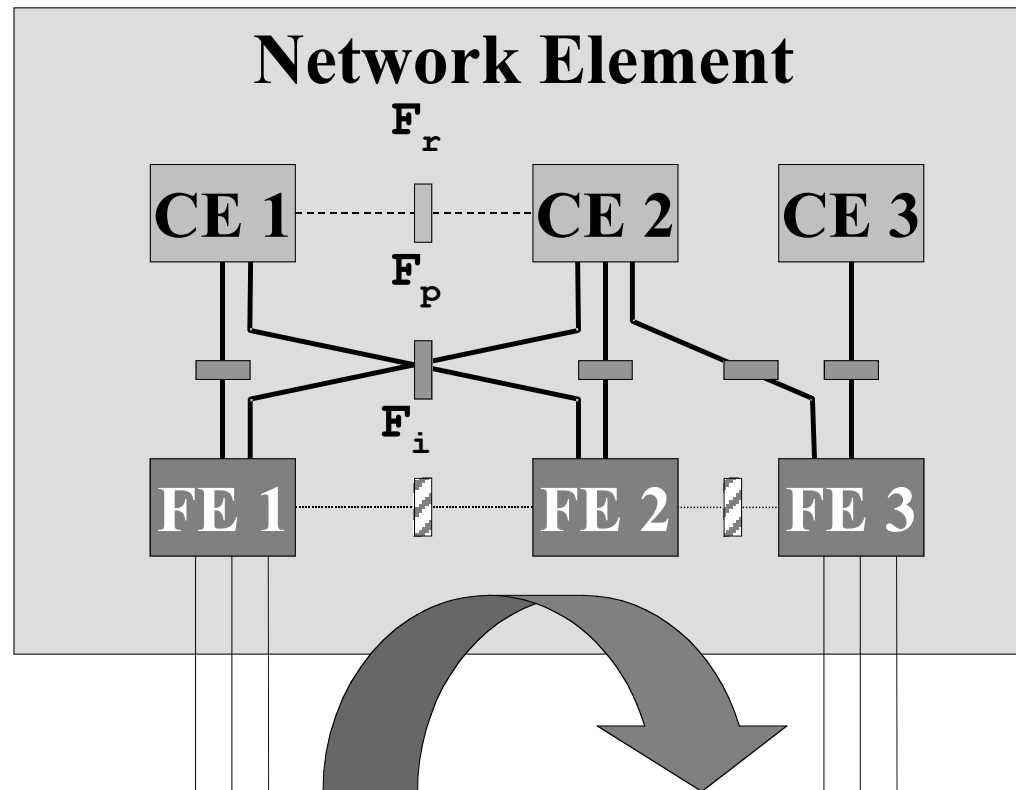 Network Element
Fr
CE 1
CE 2
CE 3
Fp
Fi
FE 1
FE 2
FE 3